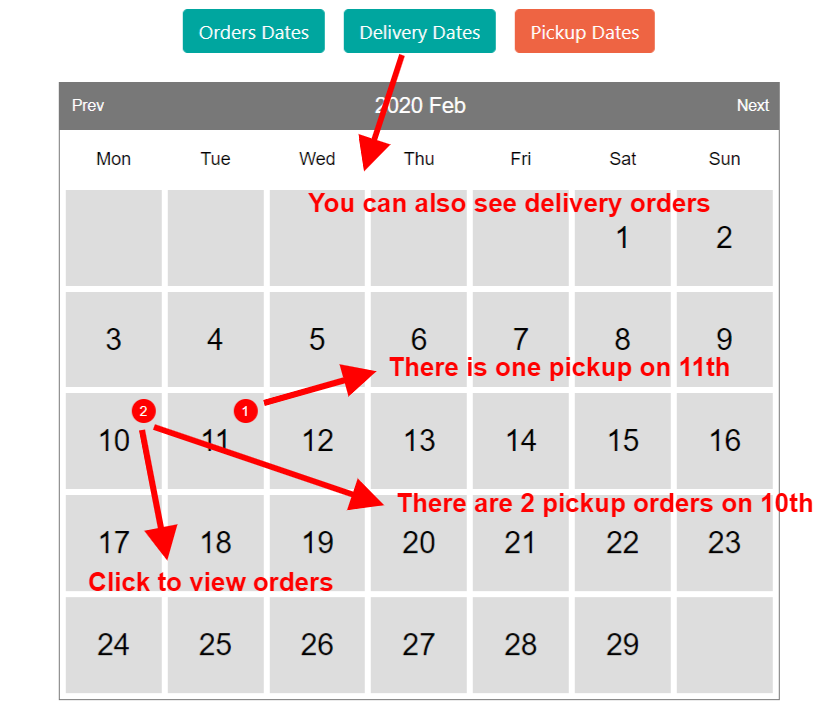 Orders Dates Delivery Dates Pickup Dates
Prev 2020 Feb Next
Mon Tue Wed Thu Fri Sat Sun
You can also see delivery orders
1 2
3 4 5 6 7 8 9
There is one pickup on 11th
2 1
10 11 12 13 14 15 16
There are 2 pickup orders on 10th
17 18 19 20 21 22 23
Click to view orders
24 25 26 27 28 29